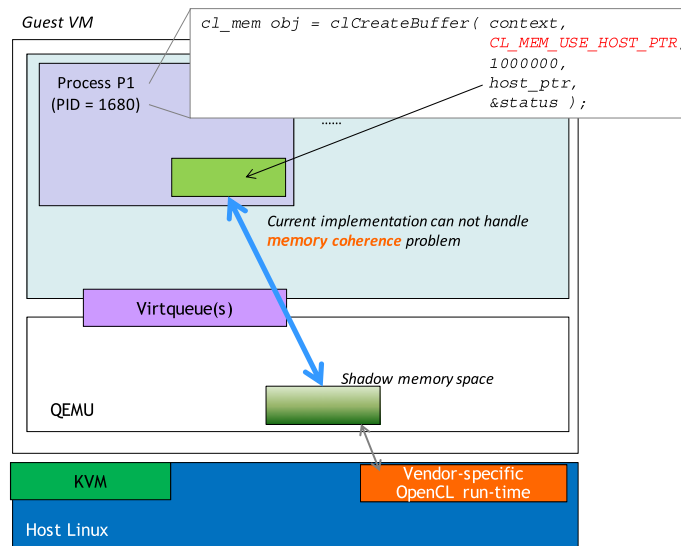 Guest VM
cl_mem obj = clCreateBuffer( context,
CL_MEM_USE_HOST_PTR,
1000000,
host_ptr,
&status );
Process P1
(PID = 1680)
......
Current implementation can not handle
memory coherence problem
Virtqueue(s)
Shadow memory space
QEMU
KVM
Vendor-specific
OpenCL run-time
Host Linux